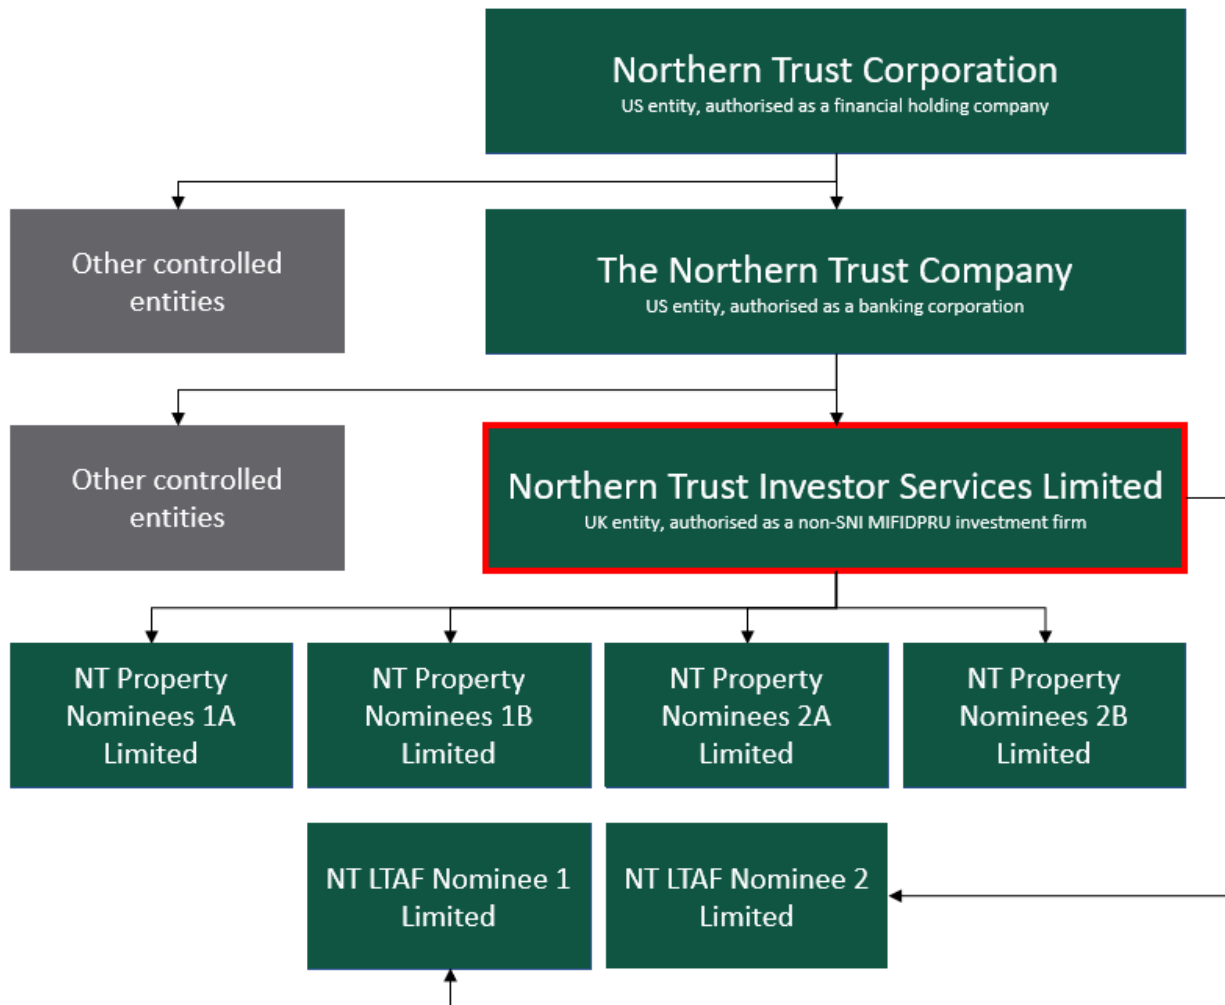 Northern Trust Corporation
US entity, authorised as a financial holding company
Other controlled
entities
The Northern Trust Company
US entity, authorised as a banking corporation
Other controlled
entities
Northern Trust Investor Services Limited
UK entity, authorised as a non-SNI MIFIDPRU investment firm
NT Property
Nominees 1A
Limited
NT Property
Nominees 1B
Limited
NT Property
Nominees 2A
Limited
NT Property
Nominees 2B
Limited
NT LTAF Nominee 1
Limited
NT LTAF Nominee 2
Limited